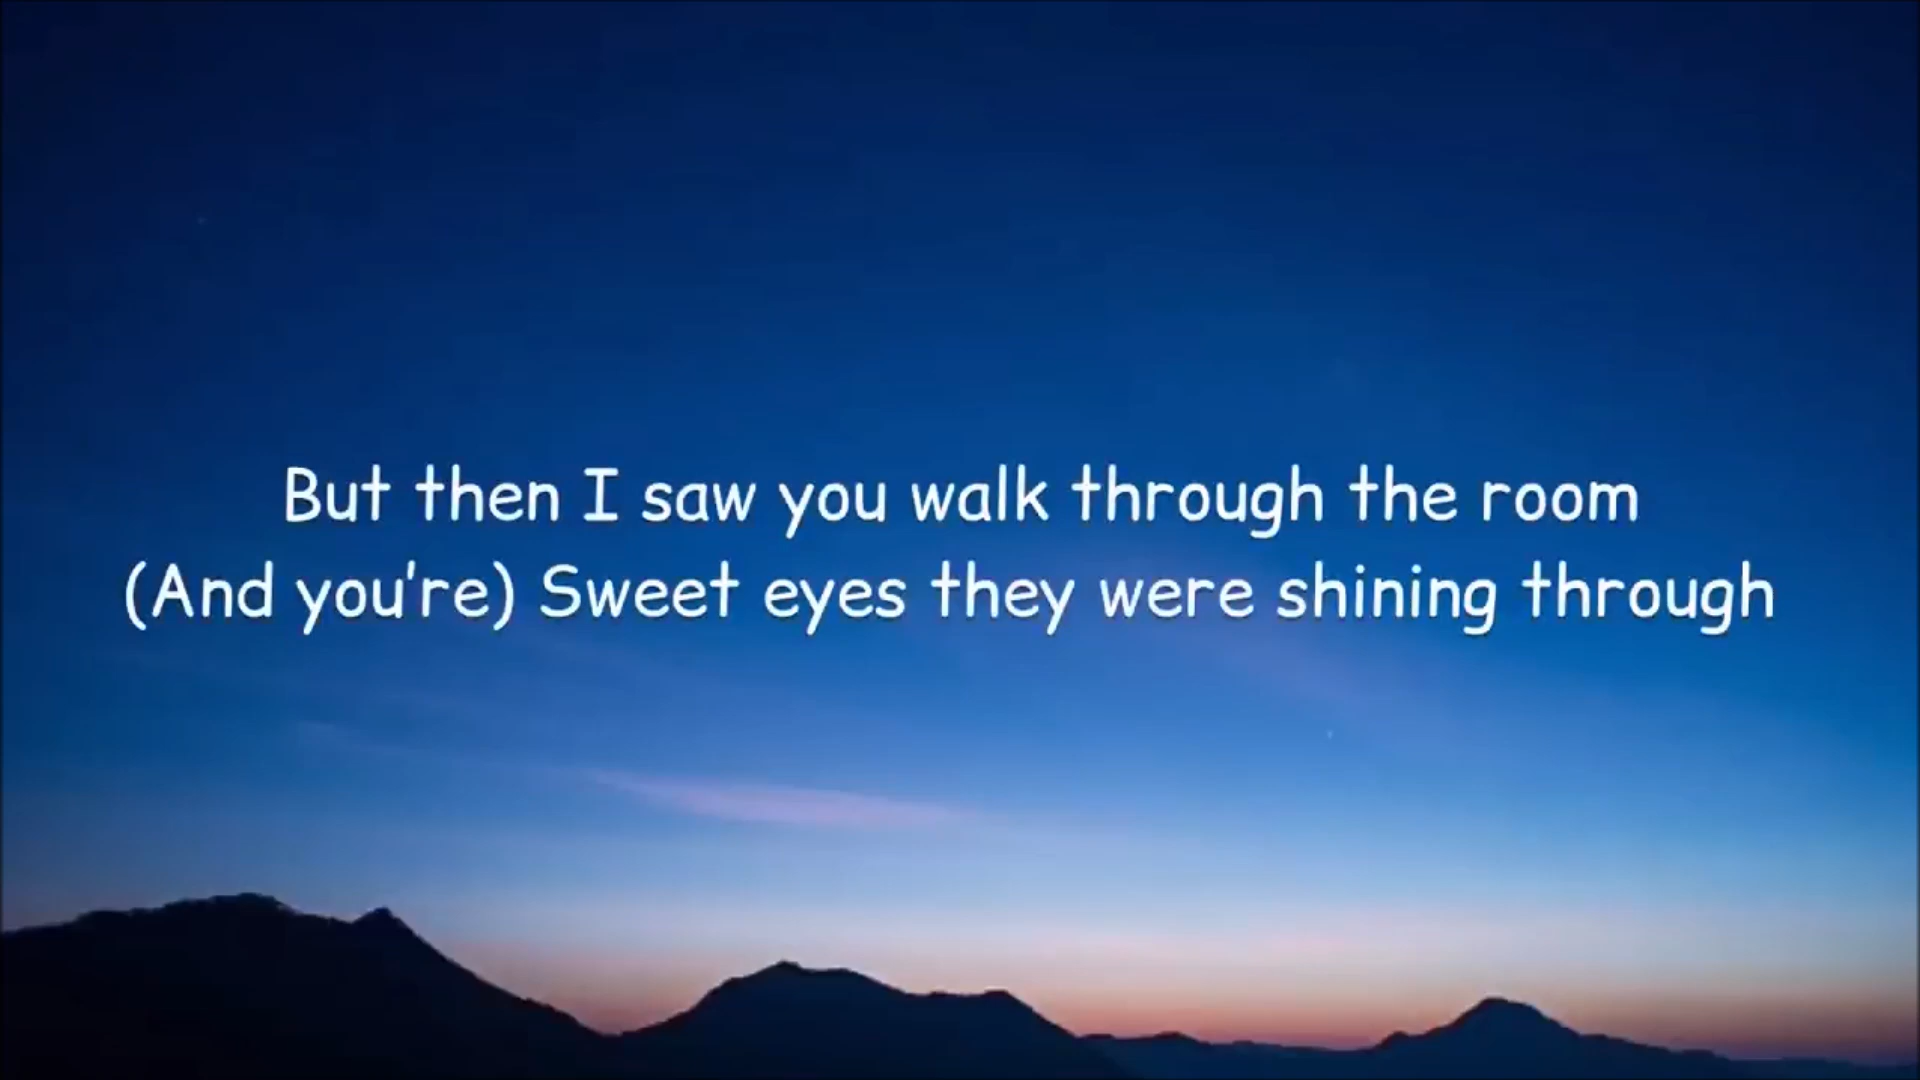 But then I saw you walk through the room
(And you're) Sweet eyes they were shining through